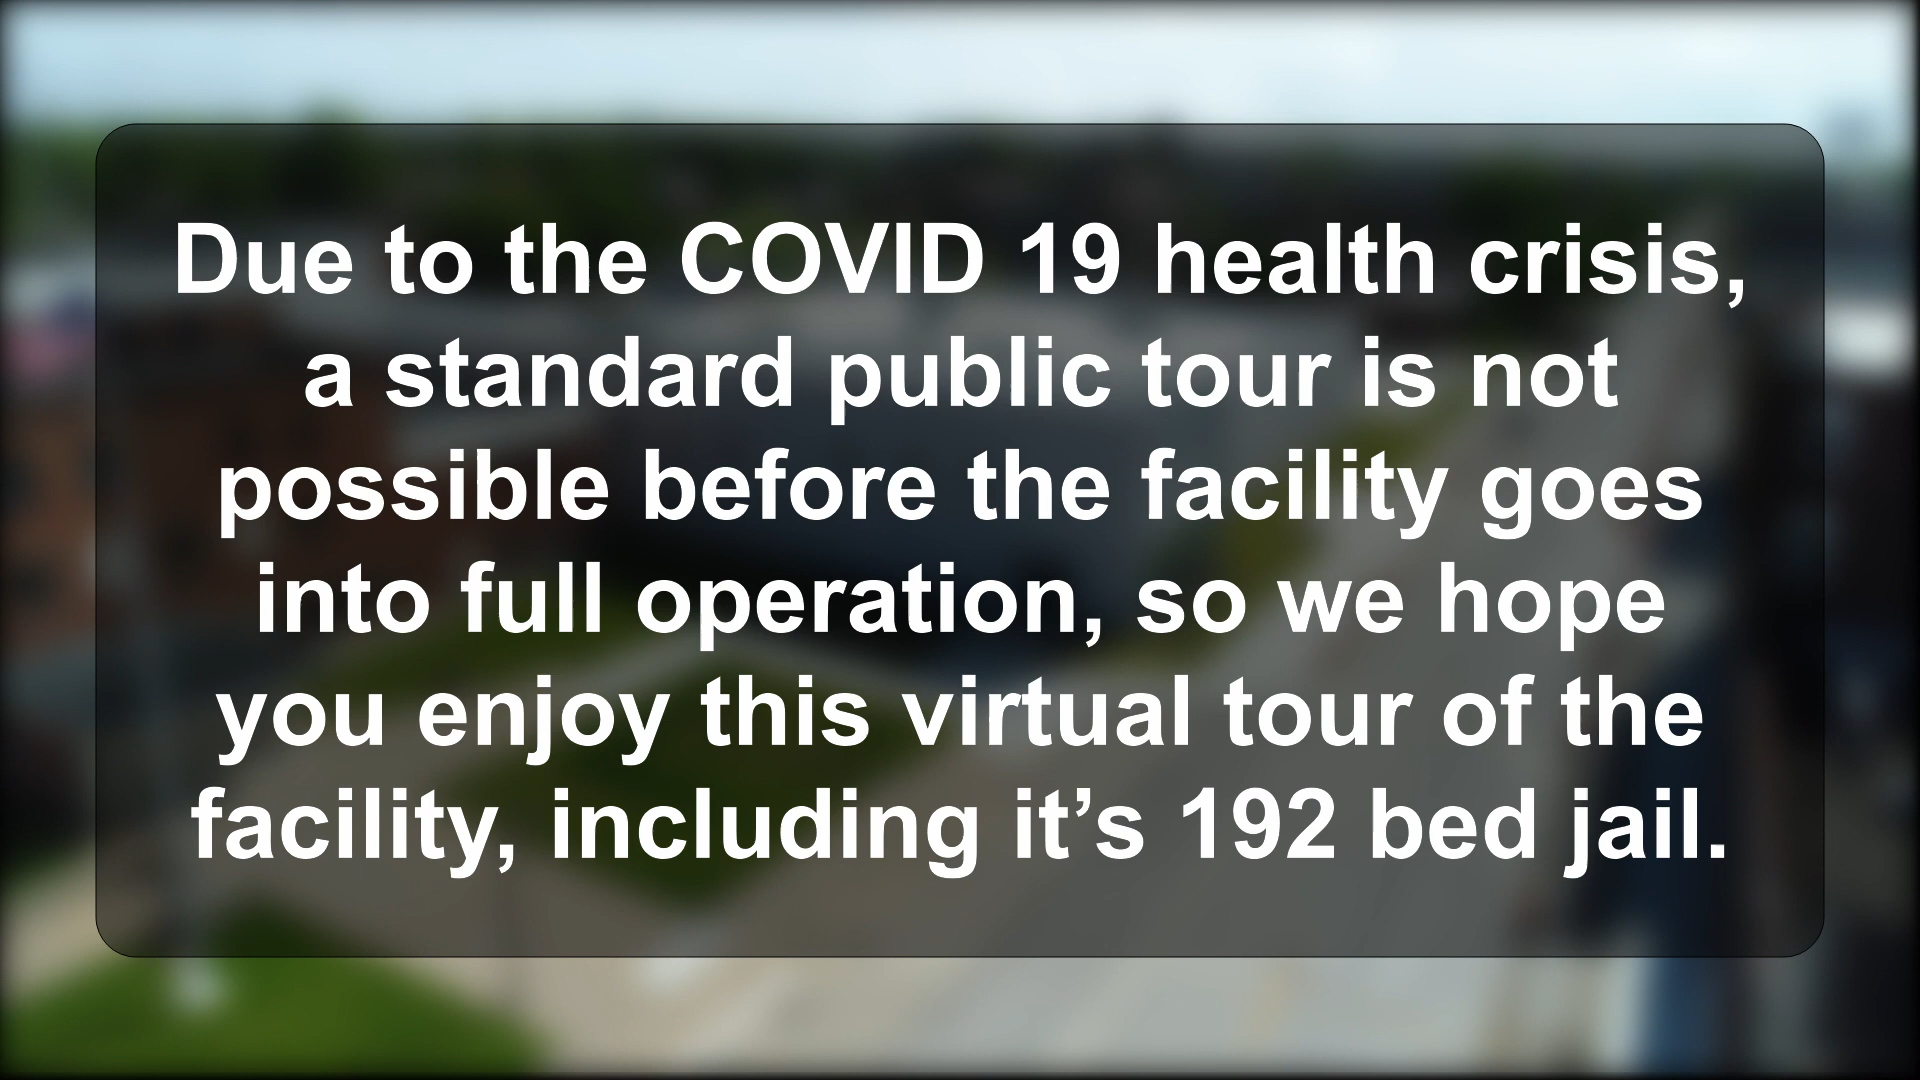 Due to the COVID 19 health crisis,
a standard public tour is not
possible before the facility goes
into full operation, so we hope
you enjoy this virtual tour of the
facility, including it’s 192 bed jail.